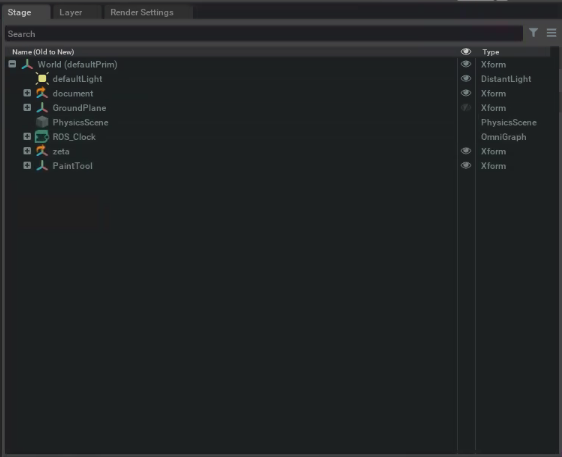 Stage Layer Render Settings
Search
Name (Old to New) Type
World (defaultPrim) Xform
defaultLight DistantLight
document Xform
GroundPlane Xform
PhysicsScene PhysicsScene
ROS_Clock OmniGraph
zeta Xform
PaintTool Xform